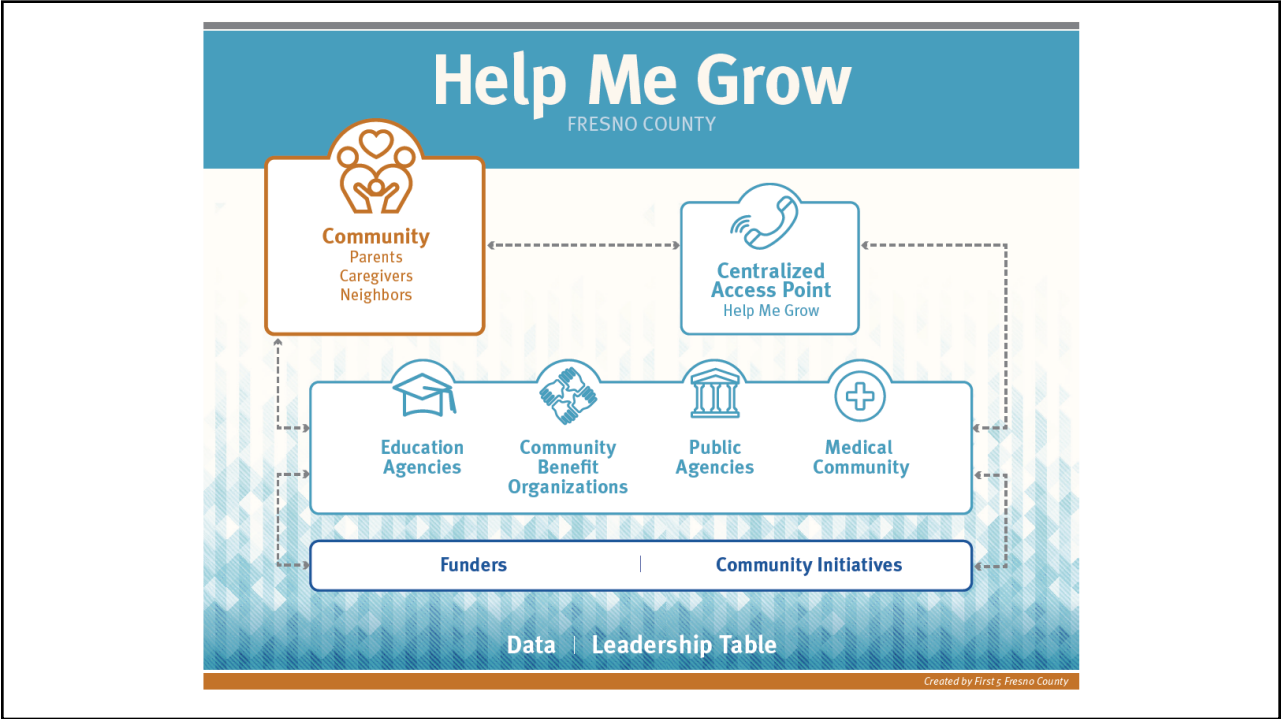 Help Me Grow
FRESNO COUNTY
Community
Parents
Caregivers
Neighbors
Centralized
Access Point
Help Me Grow
Education
Agencies
Community
Benefit
Organizations
Public
Agencies
Medical
Community
Funders
Community Initiatives
Data | Leadership Table
Created by First 5 Fresno County